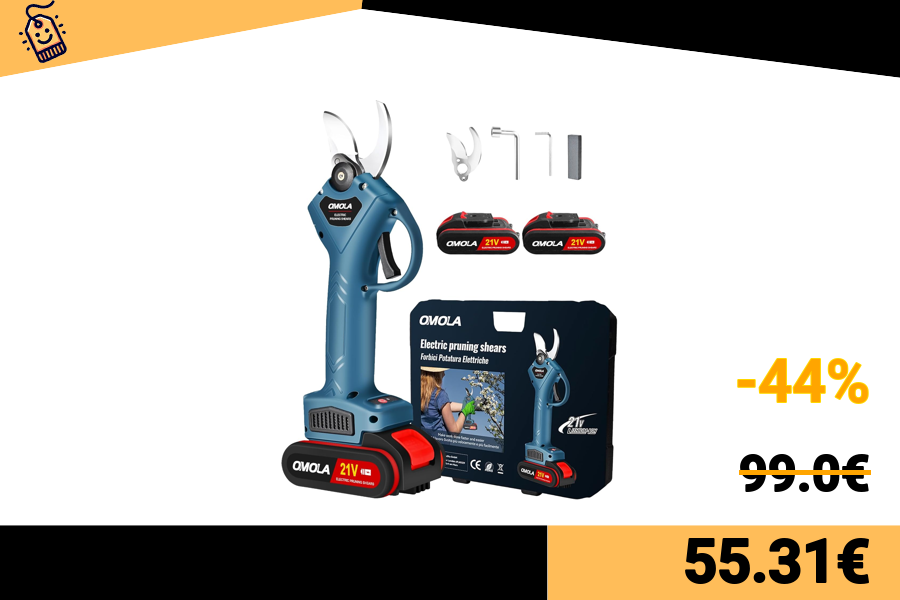 OMOLA
ELECTRIC
PRUNING SHEARS
OMOLA 21V
ELECTRIC PRUNING SHEARS
OMOLA 21V
OMOLA 21V
OMOLA
Electric pruning shears
Forbici Potatura Elettriche
21V
CE
-44%
99.0€
55.31€